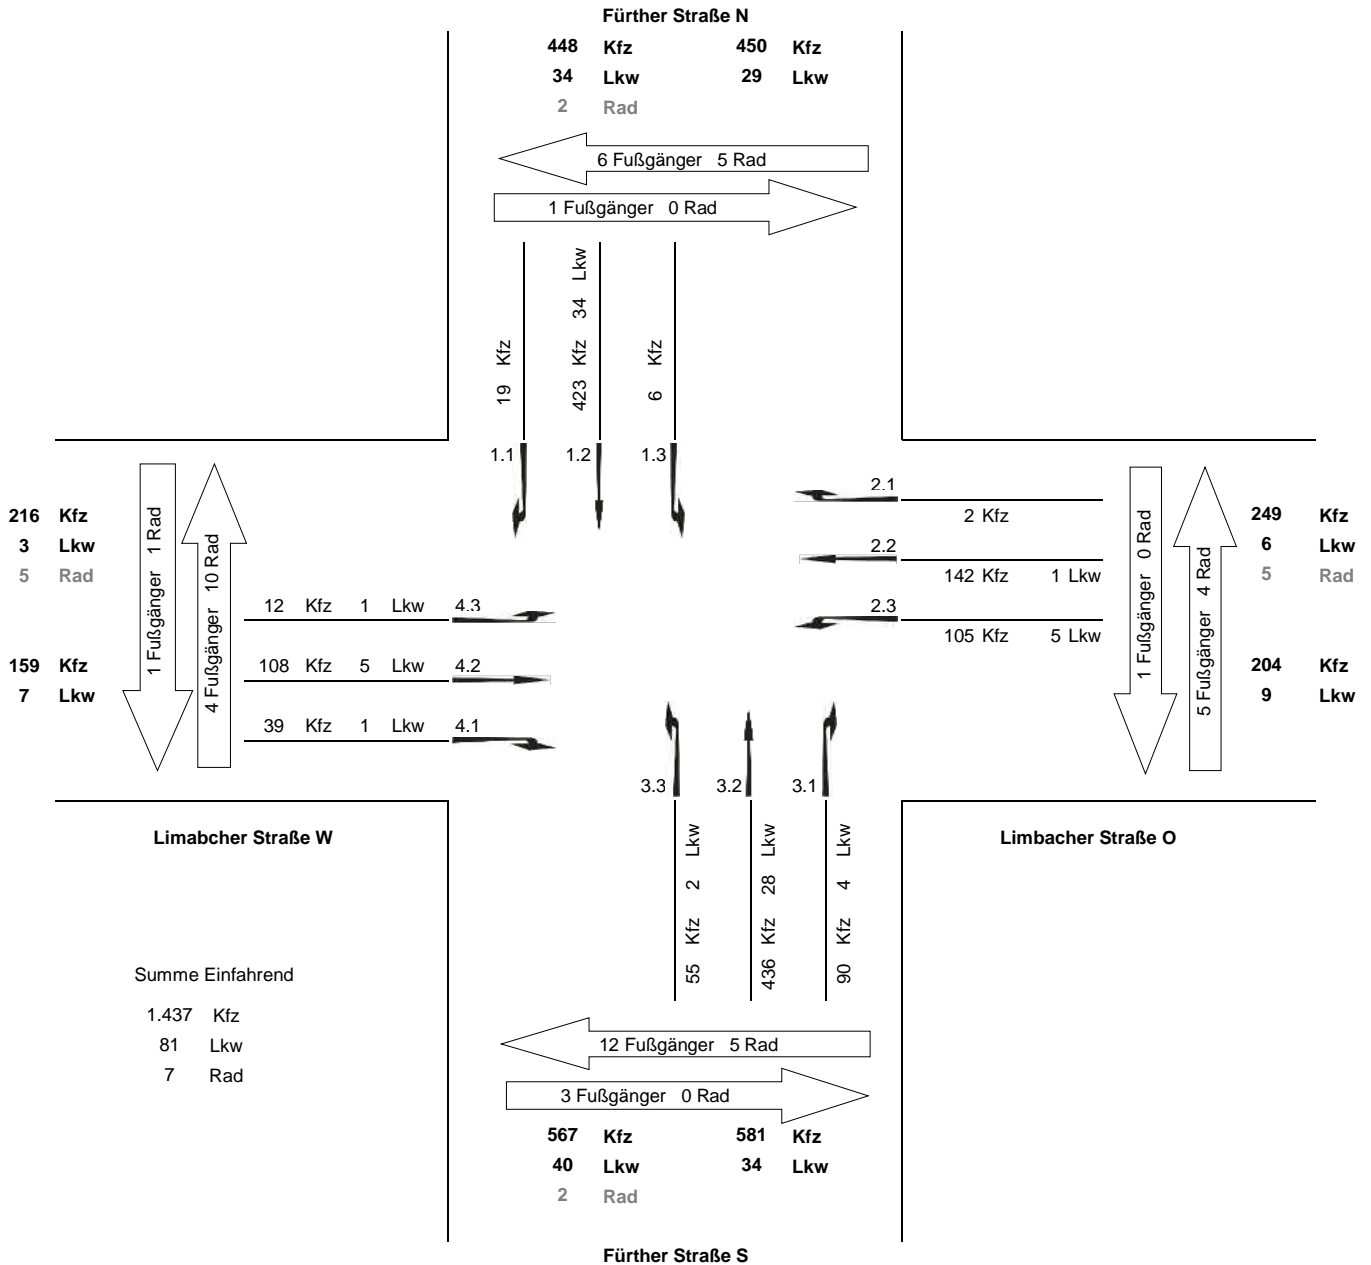 Fürther Straße N
448 Kfz 450 Kfz
34 Lkw 29 Lkw
2 Rad
6 Fußgänger 5 Rad
1 Fußgänger 0 Rad
19 Kfz
423 Kfz 34 Lkw
6 Kfz
1.1 1.2 1.3
216 Kfz
3 Lkw
5 Rad
159 Kfz
7 Lkw
1 Fußgänger 1 Rad
4 Fußgänger 10 Rad
12 Kfz 1 Lkw 4.3
108 Kfz 5 Lkw 4.2
39 Kfz 1 Lkw 4.1
2.1
2 Kfz
2.2
142 Kfz 1 Lkw
2.3
105 Kfz 5 Lkw
1 Fußgänger 0 Rad
5 Fußgänger 4 Rad
249 Kfz
6 Lkw
5 Rad
204 Kfz
9 Lkw
3.3 3.2 3.1
55 Kfz 2 Lkw
436 Kfz 28 Lkw
90 Kfz 4 Lkw
Limabcher Straße W
Limbacher Straße O
Summe Einfahrend
1.437 Kfz
81 Lkw
7 Rad
12 Fußgänger 5 Rad
3 Fußgänger 0 Rad
567 Kfz 581 Kfz
40 Lkw 34 Lkw
2 Rad
Fürther Straße S